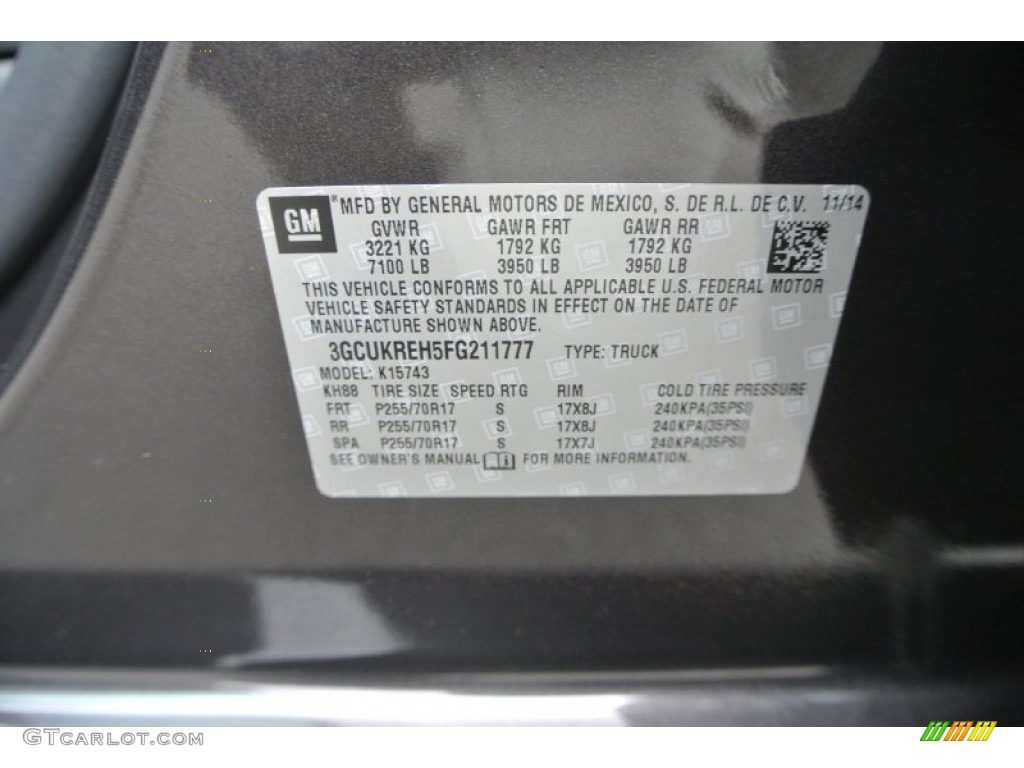 GM ® MFD BY GENERAL MOTORS DE MEXICO, S. DE R.L. DE C.V. 11/14
GVWR GAWR FRT GAWR RR
3221 KG 1792 KG 1792 KG
7100 LB 3950 LB 3950 LB
THIS VEHICLE CONFORMS TO ALL APPLICABLE U.S. FEDERAL MOTOR
VEHICLE SAFETY STANDARDS IN EFFECT ON THE DATE OF
MANUFACTURE SHOWN ABOVE.
3GCUKREH5FG211777 TYPE: TRUCK
MODEL: K15743
KH88 TIRE SIZE SPEED RTG RIM COLD TIRE PRESSURE
FRT P255/70R17 S 17X8J 240KPA(35PSI)
RR P255/70R17 S 17X8J 240KPA(35PSI)
SPA P255/70R17 S 17X7J 240KPA(35PSI)
SEE OWNER'S MANUAL FOR MORE INFORMATION.
GTCarLot.com